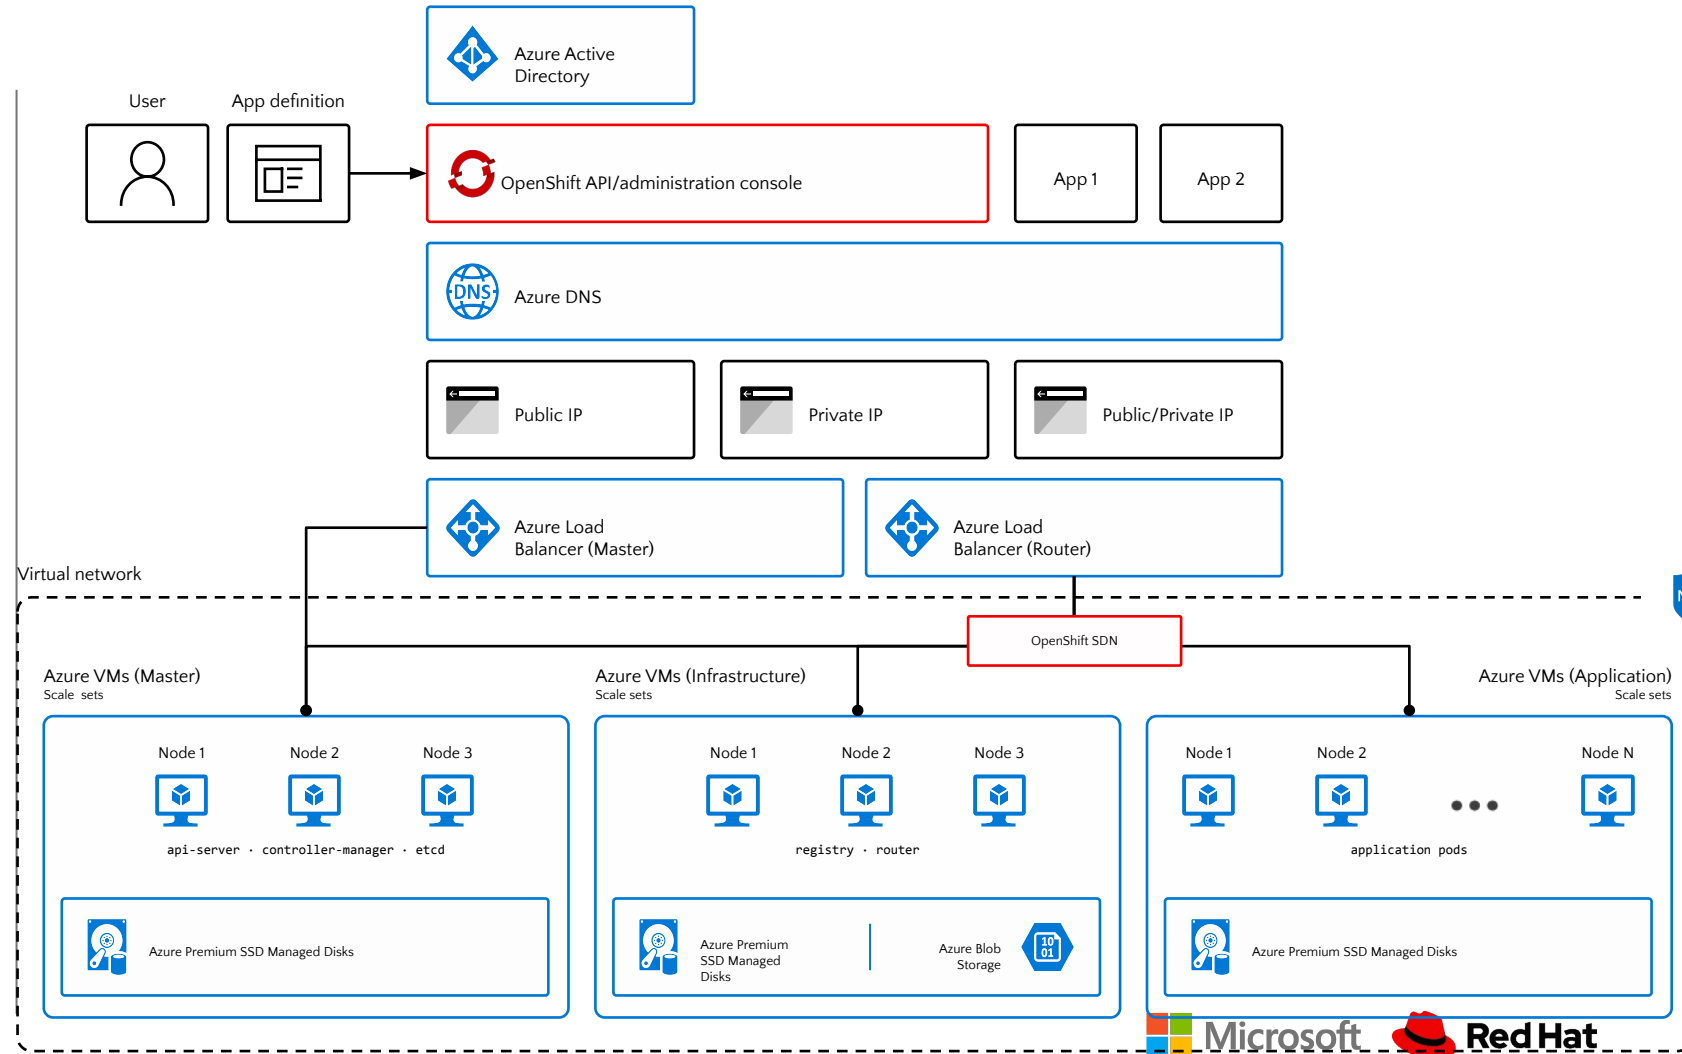 Azure Active
Directory
User
App definition
OpenShift API/administration console
App 1
App 2
DNS
Azure DNS
Public IP
Private IP
Public/Private IP
Azure Load
Balancer (Master)
Azure Load
Balancer (Router)
Virtual network
N
OpenShift SDN
Azure VMs (Master)
Scale sets
Azure VMs (Infrastructure)
Scale sets
Azure VMs (Application)
Scale sets
Node 1
Node 2
Node 3
Node 1
Node 2
Node 3
Node 1
Node 2
Node N
api-server · controller-manager · etcd
registry · router
application pods
Azure Premium SSD Managed Disks
Azure Premium
SSD Managed
Disks
Azure Blob
Storage
10
01
Azure Premium SSD Managed Disks
Microsoft
Red Hat